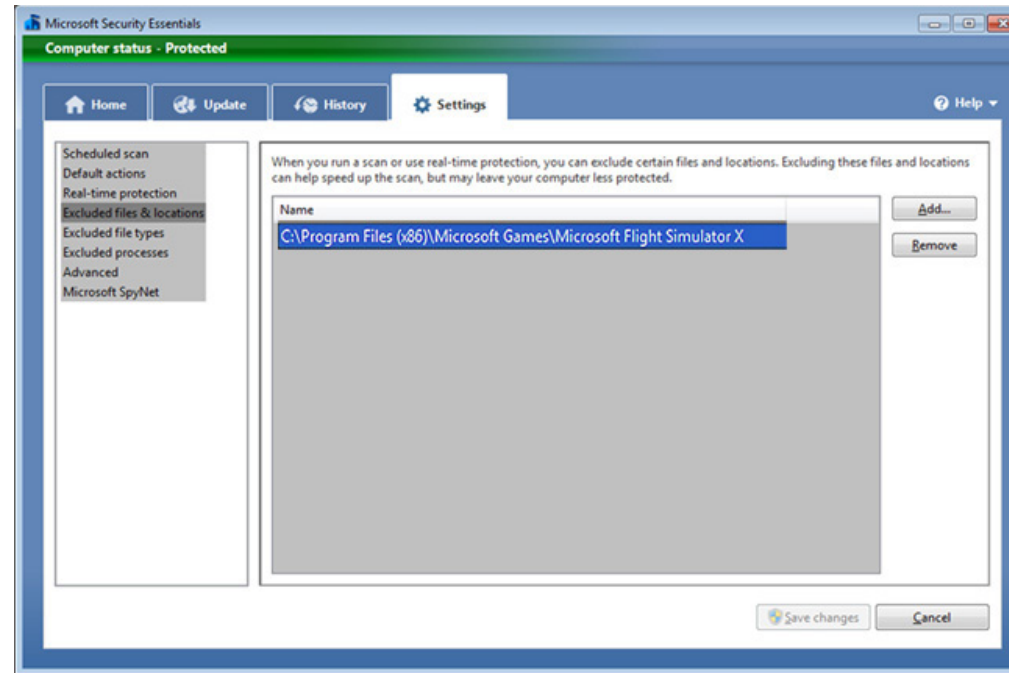 Microsoft Security Essentials
Computer status - Protected
Home
Update
History
Settings
Help
Scheduled scan
Default actions
Real-time protection
Excluded files & locations
Excluded file types
Excluded processes
Advanced
Microsoft SpyNet
When you run a scan or use real-time protection, you can exclude certain files and locations. Excluding these files and locations
can help speed up the scan, but may leave your computer less protected.
Name
C:\Program Files (x86)\Microsoft Games\Microsoft Flight Simulator X
Add...
Remove
Save changes
Cancel